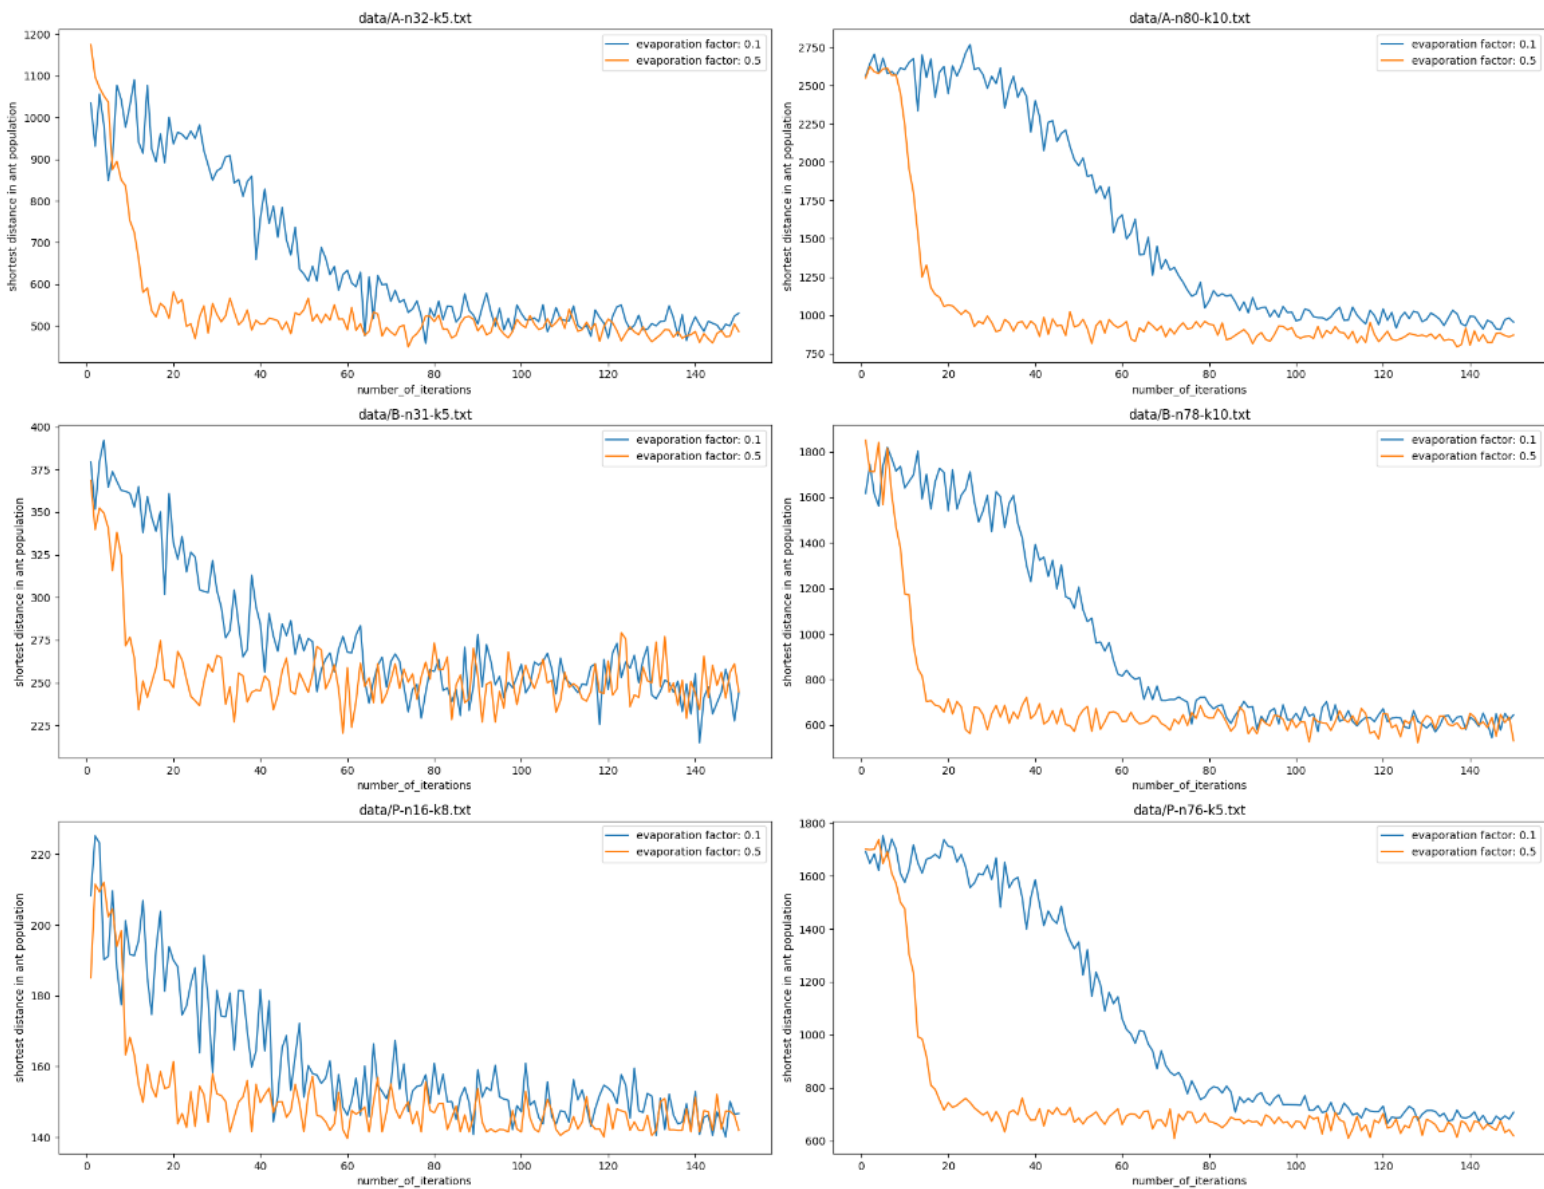 data/A-n32-k5.txt
1200
1100
1000
900
800
700
600
500
shortest distance in ant population
evaporation factor: 0.1
evaporation factor: 0.5
0 20 40 60 80 100 120 140
number_of_iterations
data/A-n80-k10.txt
2750
2500
2250
2000
1750
1500
1250
1000
750
shortest distance in ant population
evaporation factor: 0.1
evaporation factor: 0.5
0 20 40 60 80 100 120 140
number_of_iterations
data/B-n31-k5.txt
400
375
350
325
300
275
250
225
shortest distance in ant population
evaporation factor: 0.1
evaporation factor: 0.5
0 20 40 60 80 100 120 140
number_of_iterations
data/B-n78-k10.txt
1800
1600
1400
1200
1000
800
600
shortest distance in ant population
evaporation factor: 0.1
evaporation factor: 0.5
0 20 40 60 80 100 120 140
number_of_iterations
data/P-n16-k8.txt
220
200
180
160
140
shortest distance in ant population
evaporation factor: 0.1
evaporation factor: 0.5
0 20 40 60 80 100 120 140
number_of_iterations
data/P-n76-k5.txt
1800
1600
1400
1200
1000
800
600
shortest distance in ant population
evaporation factor: 0.1
evaporation factor: 0.5
0 20 40 60 80 100 120 140
number_of_iterations